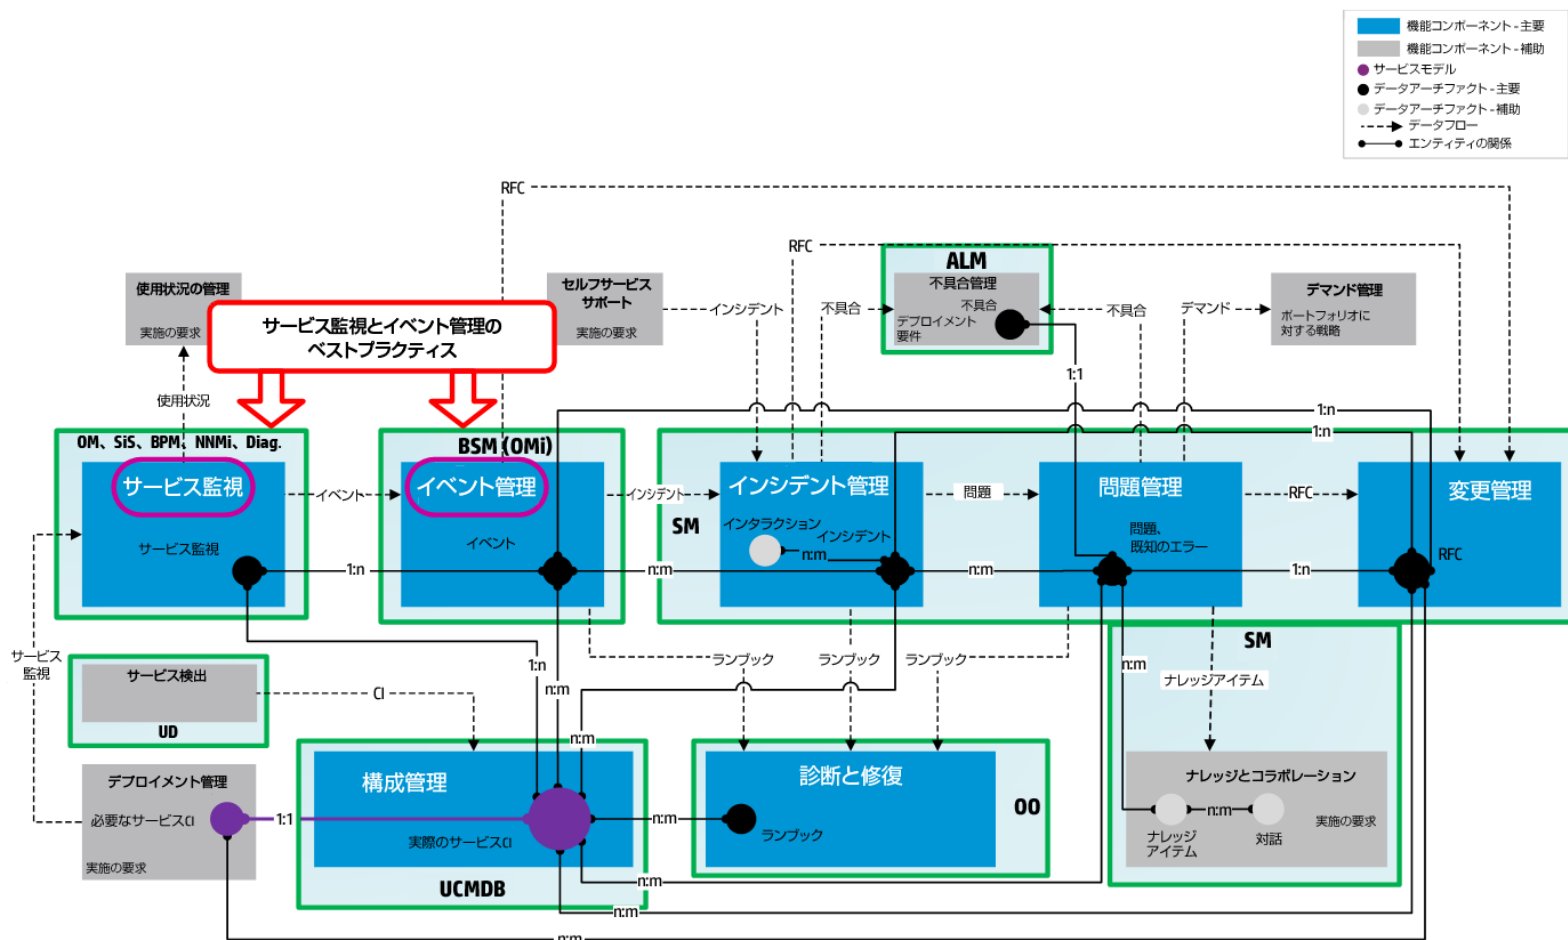 機能コンポーネント - 主要
機能コンポーネント - 補助
サービスモデル
データアーチファクト - 主要
データアーチファクト - 補助
データフロー
エンティティの関係
RFC
RFC
使用状況の管理
実施の要求
セルフサービス
サポート
実施の要求
インシデント
不具合
ALM
不具合管理
不具合
デプロイメント
要件
不具合
デマンド
デマンド管理
ポートフォリオに
対する戦略
サービス監視とイベント管理の
ベストプラクティス
使用状況
1:1
1:n
1:n
OM、SiS、BPM、NNMi、Diag.
サービス監視
サービス監視
イベント
BSM (OMi)
イベント管理
イベント
インシデント
SM
インシデント管理
インタラクション
インシデント
n:m
問題
問題管理
問題、
既知のエラー
RFC
変更管理
RFC
1:n
n:m
n:m
1:n
サービス
監視
サービス検出
UD
CI
1:n
n:m
n:m
ランブック
ランブック
ランブック
n:m
SM
ナレッジアイテム
デプロイメント管理
必要なサービスCI
実施の要求
1:1
構成管理
実際のサービスCI
UCMDB
n:m
診断と修復
ランブック
OO
ナレッジとコラボレーション
n:m
ナレッジ
アイテム
対話
実施の要求
n:m
n:m
n:m